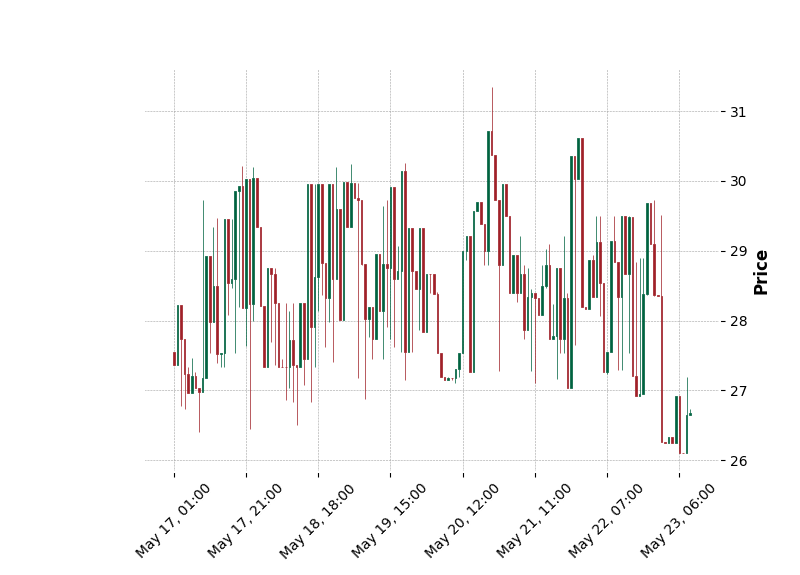 31
30
29
28
27
26
Price
May 17, 01:00
May 17, 21:00
May 18, 18:00
May 19, 15:00
May 20, 12:00
May 21, 11:00
May 22, 07:00
May 23, 06:00